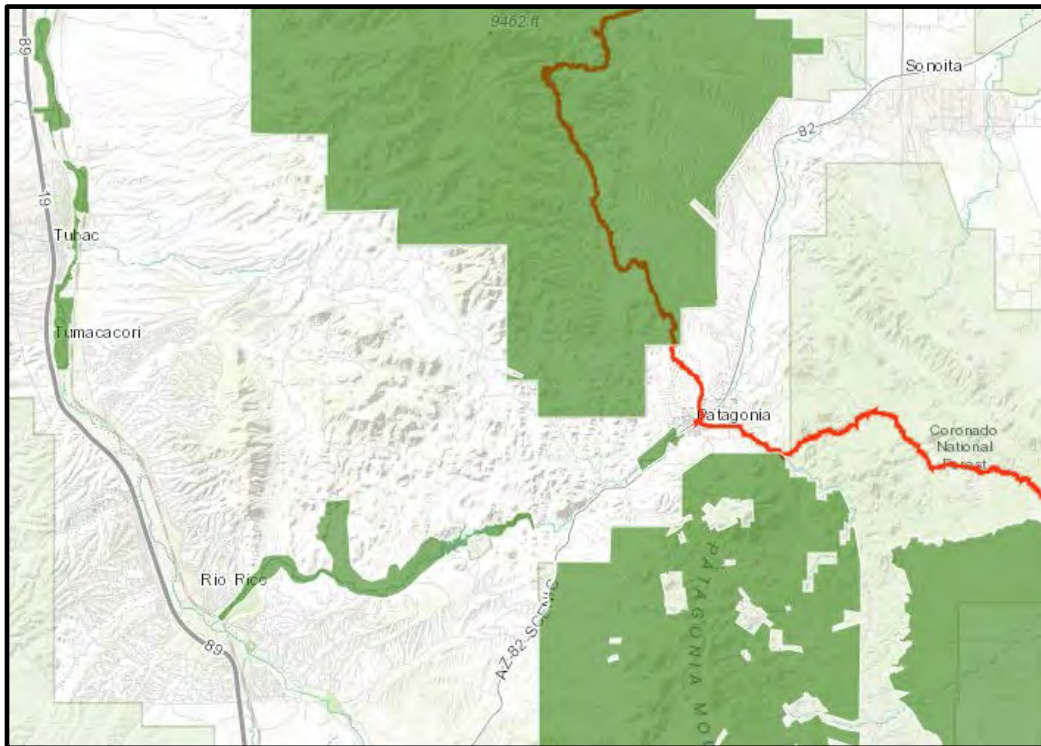 89
9462 ft
Sonoita
82
19
Tubac
Tumacacori
Patagonia
Coronado
National
Forest
Rio Rico
PATAGONIA MOU
AZ-82-SCENIC
89